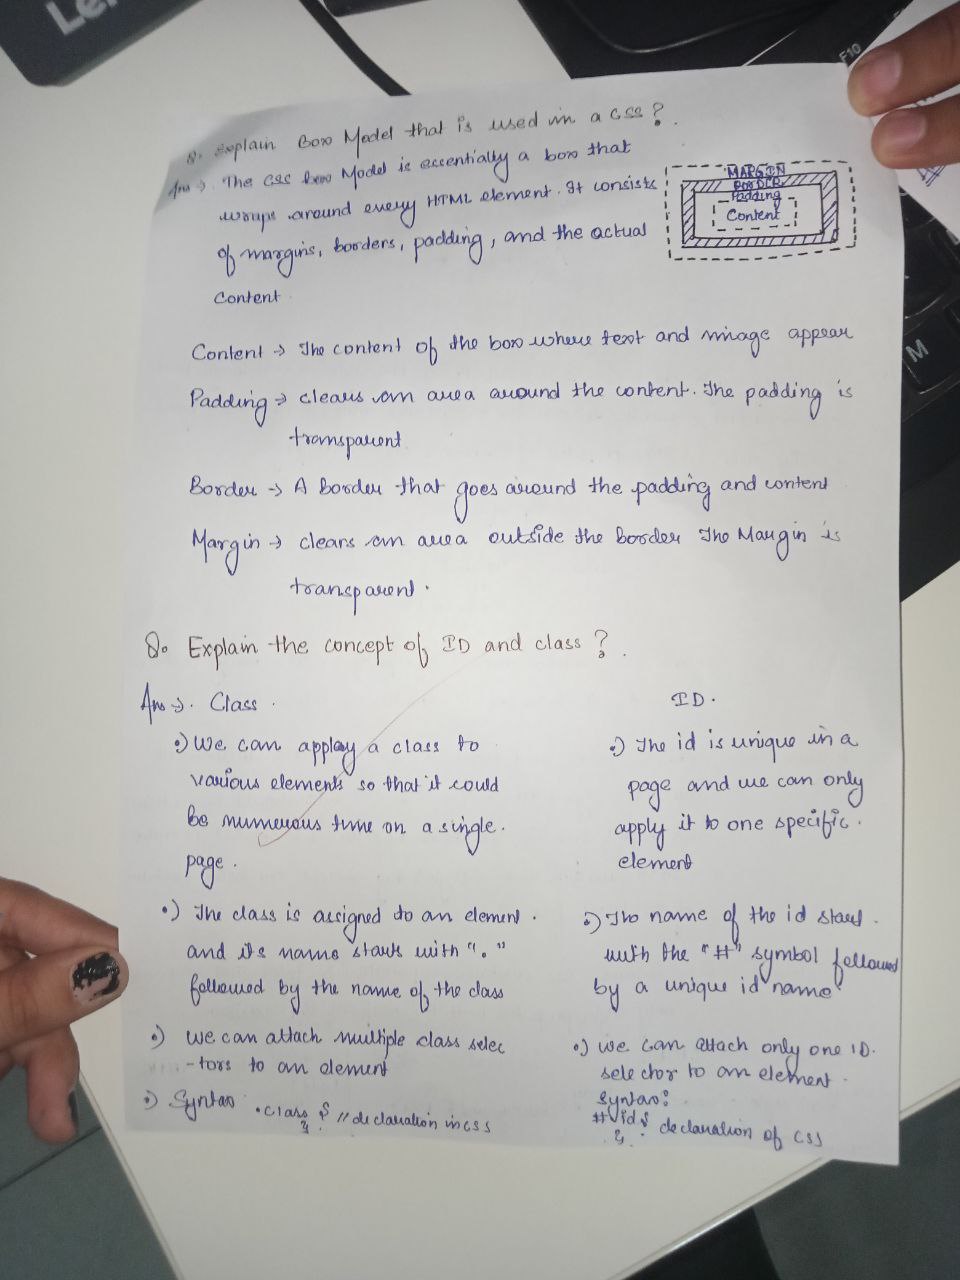 Le
F10
M
Q. Explain Box Model that is used in a CSS?
Ans → The CSS box Model is essentially a box that
wrups around every HTML element. It consists
of margins, borders, padding, and the actual
Content
MARGIN
BORDER
Padding
Content
Content → The content of the box where text and image appear
Padding → clears an area around the content. The padding is
transparent
Border → A border that goes around the padding and content
Margin → clears an area outside the border The Margin is
transparent.
Q. Explain the concept of ID and class?
Ans →. Class.
•) We can apply a class to
various elements so that it could
be numerous time on a single.
page.
•) The class is assigned to an element.
and its name starts with "."
followed by the name of the class
•) We can attach multiple class selec
-tors to an element
•) Syntax .class { // declaration in css
}
ID.
•) The id is unique in a
page and we can only
apply it to one specific.
element
•) The name of the id start.
with the "#" symbol followed
by a unique id name
•) we can attach only one ID.
selector to an element.
Syntax:
# id { declaration of css
}